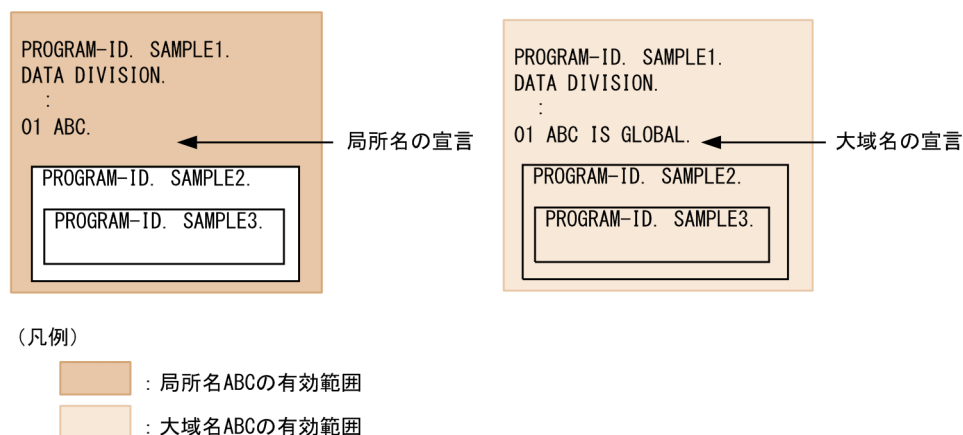 PROGRAM-ID. SAMPLE1.
DATA DIVISION.
:
01 ABC.
局所名の宣言
PROGRAM-ID. SAMPLE2.
PROGRAM-ID. SAMPLE3.
PROGRAM-ID. SAMPLE1.
DATA DIVISION.
:
01 ABC IS GLOBAL.
大域名の宣言
PROGRAM-ID. SAMPLE2.
PROGRAM-ID. SAMPLE3.
(凡例)
:局所名ABCの有効範囲
:大域名ABCの有効範囲